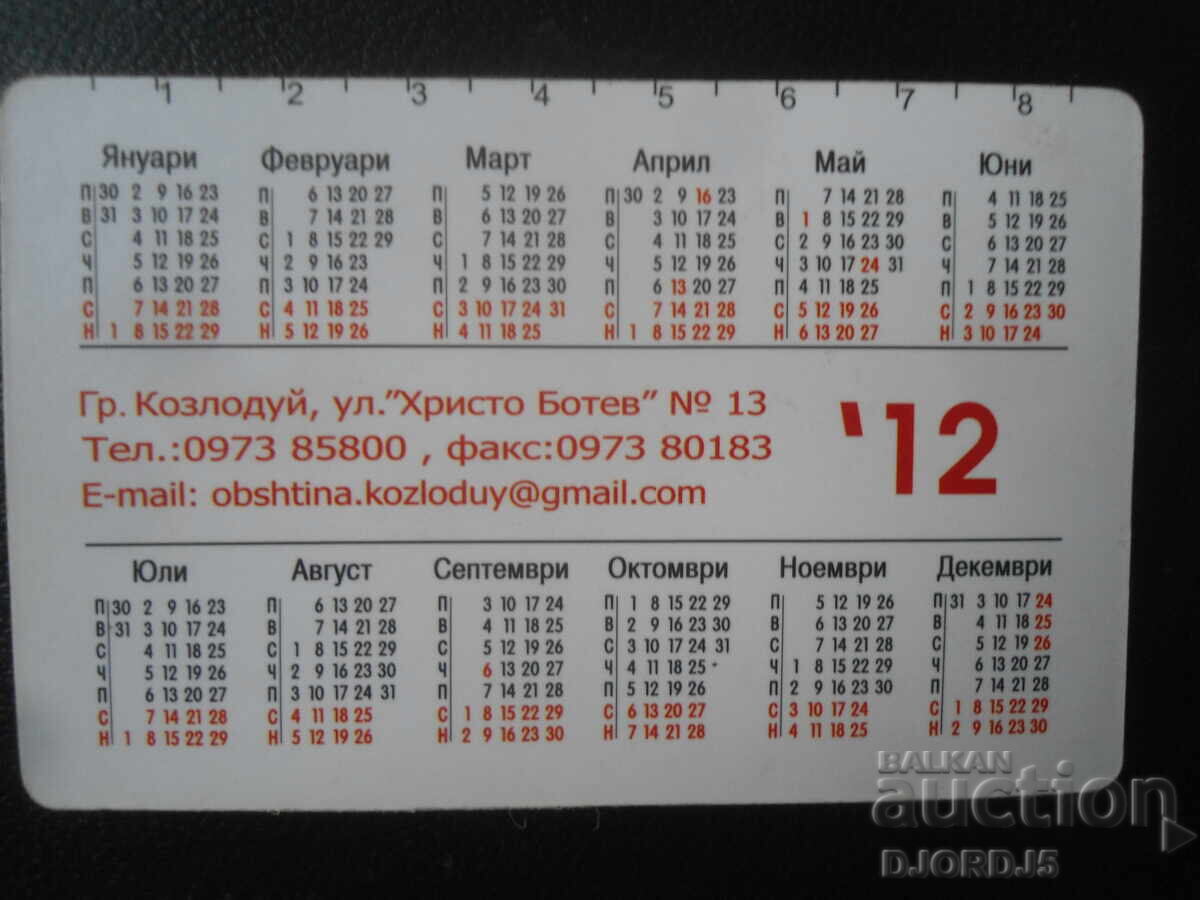 1 2 3 4 5 6 7 8
Януари Февруари Март Април Май Юни
П 30 2 9 16 23 П 6 13 20 27 П 5 12 19 26 П 30 2 9 16 23 П 7 14 21 28 П 4 11 18 25
В 31 3 10 17 24 В 7 14 21 28 В 6 13 20 27 В 3 10 17 24 В 1 8 15 22 29 В 5 12 19 26
С 4 11 18 25 С 1 8 15 22 29 С 7 14 21 28 С 4 11 18 25 С 2 9 16 23 30 С 6 13 20 27
Ч 5 12 19 26 Ч 2 9 16 23 Ч 1 8 15 22 29 Ч 5 12 19 26 Ч 3 10 17 24 31 Ч 7 14 21 28
П 6 13 20 27 П 3 10 17 24 П 2 9 16 23 30 П 6 13 20 27 П 4 11 18 25 П 1 8 15 22 29
С 7 14 21 28 С 4 11 18 25 С 3 10 17 24 31 С 7 14 21 28 С 5 12 19 26 С 2 9 16 23 30
Н 1 8 15 22 29 Н 5 12 19 26 Н 4 11 18 25 Н 1 8 15 22 29 Н 6 13 20 27 Н 3 10 17 24
Гр. Козлодуй, ул."Христо Ботев" № 13
Тел.:0973 85800 , факс:0973 80183
E-mail: obshtina.kozloduy@gmail.com
'12
Юли Август Септември Октомври Ноември Декември
П 30 2 9 16 23 П 6 13 20 27 П 3 10 17 24 П 1 8 15 22 29 П 5 12 19 26 П 31 3 10 17 24
В 31 3 10 17 24 В 7 14 21 28 В 4 11 18 25 В 2 9 16 23 30 В 6 13 20 27 В 4 11 18 25
С 4 11 18 25 С 1 8 15 22 29 С 5 12 19 26 С 3 10 17 24 31 С 7 14 21 28 С 5 12 19 26
Ч 5 12 19 26 Ч 2 9 16 23 30 Ч 6 13 20 27 Ч 4 11 18 25 Ч 1 8 15 22 29 Ч 6 13 20 27
П 6 13 20 27 П 3 10 17 24 31 П 7 14 21 28 П 5 12 19 26 П 2 9 16 23 30 П 7 14 21 28
С 7 14 21 28 С 4 11 18 25 С 1 8 15 22 29 С 6 13 20 27 С 3 10 17 24 С 1 8 15 22 29
Н 1 8 15 22 29 Н 5 12 19 26 Н 2 9 16 23 30 Н 7 14 21 28 Н 4 11 18 25 Н 2 9 16 23 30
BALKAN
auction
DJORDJ5